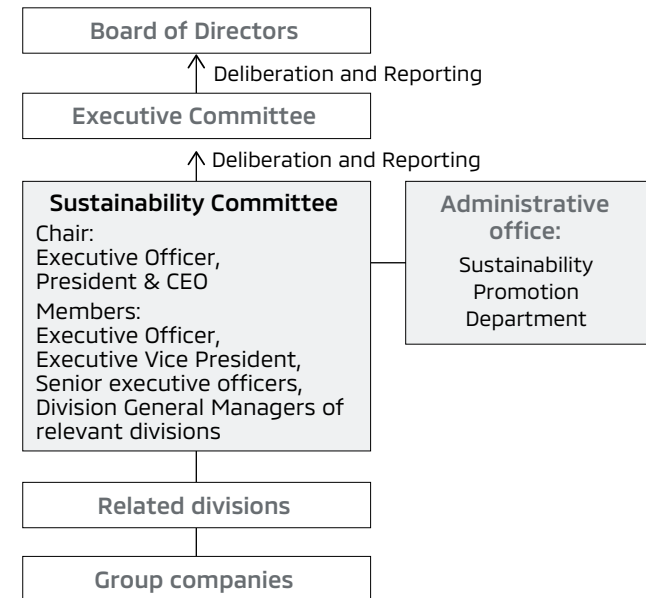 Board of Directors
Deliberation and Reporting
Executive Committee
Deliberation and Reporting
Sustainability Committee
Chair:
Executive Officer,
President & CEO
Members:
Executive Officer,
Executive Vice President,
Senior executive officers,
Division General Managers of
relevant divisions
Administrative
office:
Sustainability
Promotion
Department
Related divisions
Group companies